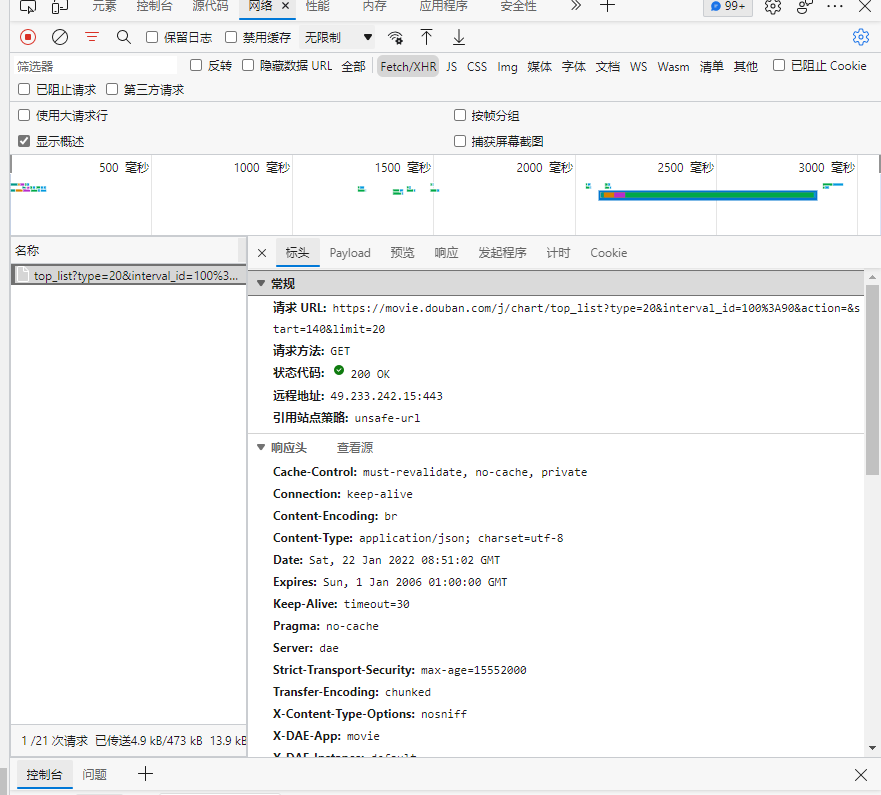 元素 控制台 源代码 网络 × 性能 内存 应用程序 安全性 99+
保留日志 禁用缓存 无限制
筛选器 反转 隐藏数据 URL 全部 Fetch/XHR JS CSS Img 媒体 字体 文档 WS Wasm 清单 其他 已阻止 Cookie
已阻止请求 第三方请求
使用大请求行 按帧分组
显示概述 捕获屏幕截图
500 毫秒 1000 毫秒 1500 毫秒 2000 毫秒 2500 毫秒 3000 毫秒
名称
top_list?type=20&interval_id=100%3...
标头 Payload 预览 响应 发起程序 计时 Cookie
常规
请求 URL: https://movie.douban.com/j/chart/top_list?type=20&interval_id=100%3A90&action=&s
tart=140&limit=20
请求方法: GET
状态代码: 200 OK
远程地址: 49.233.242.15:443
引用站点策略: unsafe-url
响应头 查看源
Cache-Control: must-revalidate, no-cache, private
Connection: keep-alive
Content-Encoding: br
Content-Type: application/json; charset=utf-8
Date: Sat, 22 Jan 2022 08:51:02 GMT
Expires: Sun, 1 Jan 2006 01:00:00 GMT
Keep-Alive: timeout=30
Pragma: no-cache
Server: dae
Strict-Transport-Security: max-age=15552000
Transfer-Encoding: chunked
X-Content-Type-Options: nosniff
X-DAE-App: movie
X-DAE-Instance: default
1 /21 次请求 已传送4.9 kB/473 kB 13.9 kB
控制台 问题